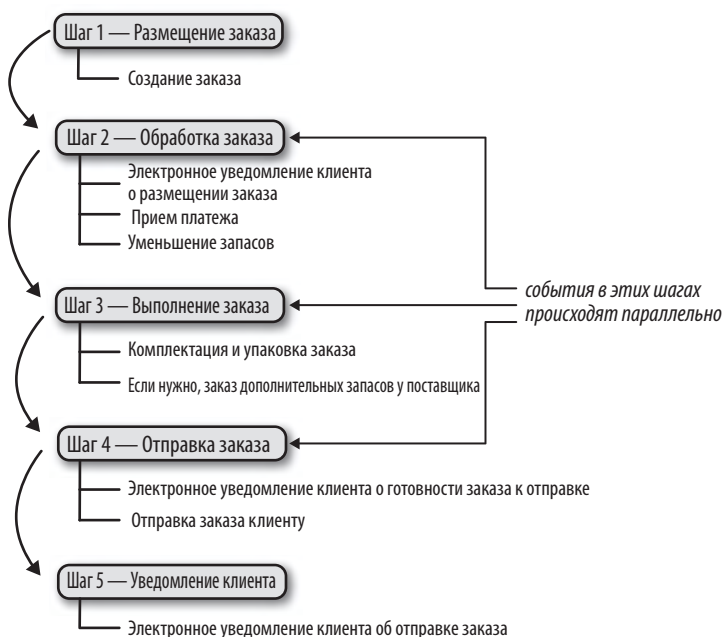 Шаг 1 — Размещение заказа
Создание заказа
Шаг 2 — Обработка заказа
Электронное уведомление клиента
о размещении заказа
Прием платежа
Уменьшение запасов
события в этих шагах
происходят параллельно
Шаг 3 — Выполнение заказа
Комплектация и упаковка заказа
Если нужно, заказ дополнительных запасов у поставщика
Шаг 4 — Отправка заказа
Электронное уведомление клиента о готовности заказа к отправке
Отправка заказа клиенту
Шаг 5 — Уведомление клиента
Электронное уведомление клиента об отправке заказа